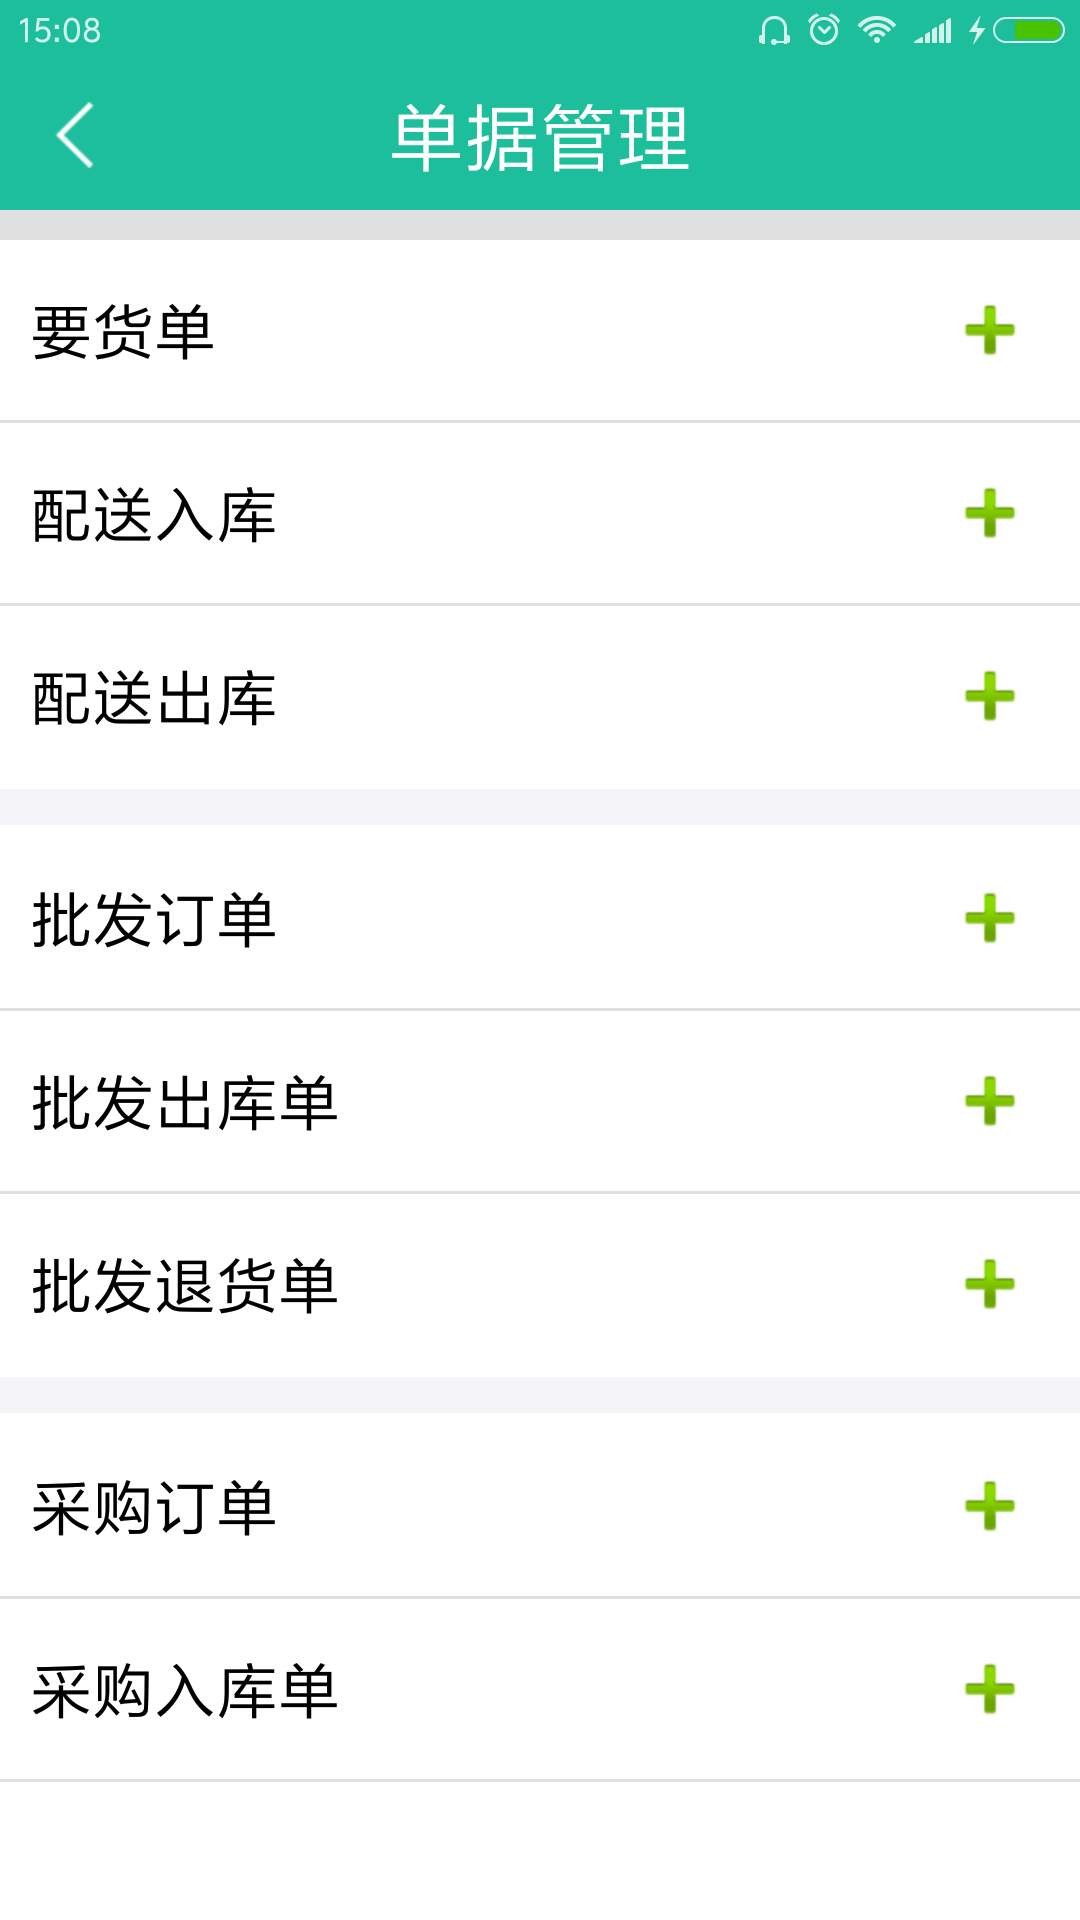 15:08
单据管理
要货单
配送入库
配送出库
批发订单
批发出库单
批发退货单
采购订单
采购入库单